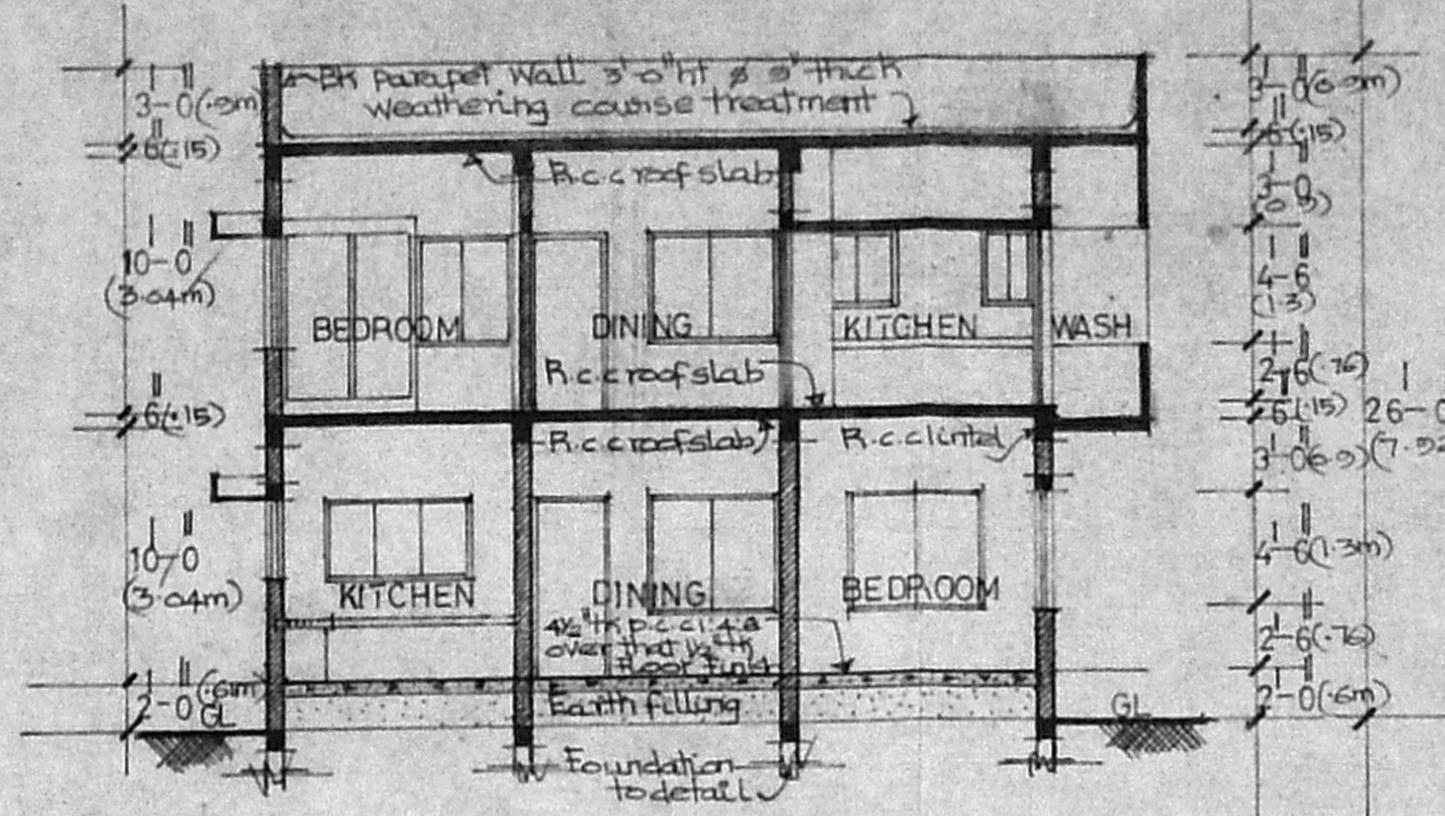 BK parapet wall 3'0"ht & 9"thick
weathering course treatment
3'-0"(.9m)
6"(.15)
10'-0"
(3.04m)
6"(.15)
10'-0"
(3.04m)
2'-0"(.6m)
GL
R.c.c roof slab
BEDROOM
DINING
KITCHEN
WASH
R.c.c roof slab
R.c.c roof slab
R.c.c lintel
KITCHEN
DINING
BEDROOM
4½"tk p.c.c 1:4:8
over that 1½"tk
floor finish
Earth filling
Foundation
to detail
3'-0"(0.9m)
6"(.15)
3'-0"
(0.9)
4'-6"
(1.3)
2'-6"(.76)
6"(.15)
26'-0
(7.92
3'-0"(0.9)
4'-6"(1.3m)
2'-6"(.76)
2'-0"(.6m)
GL